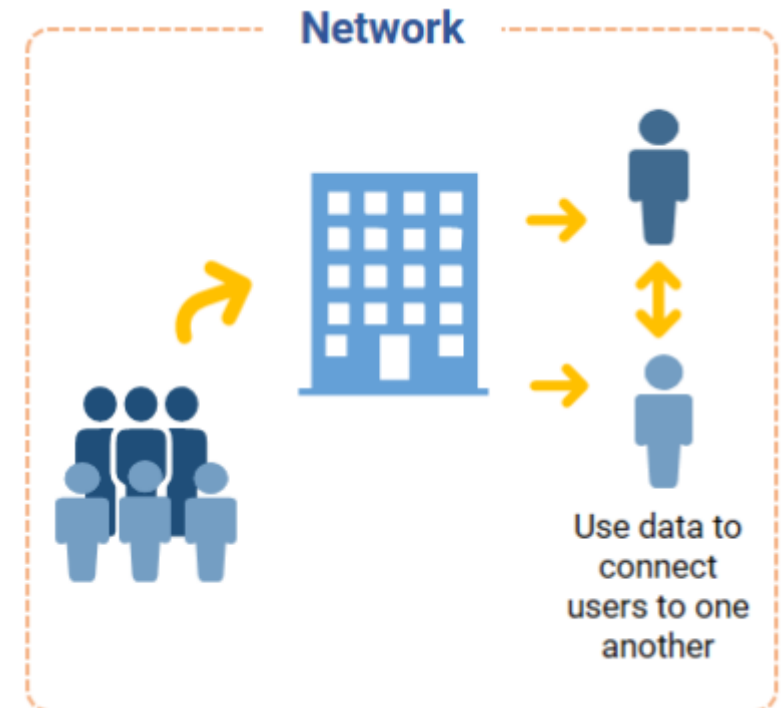 Network
Use data to
connect
users to one
another